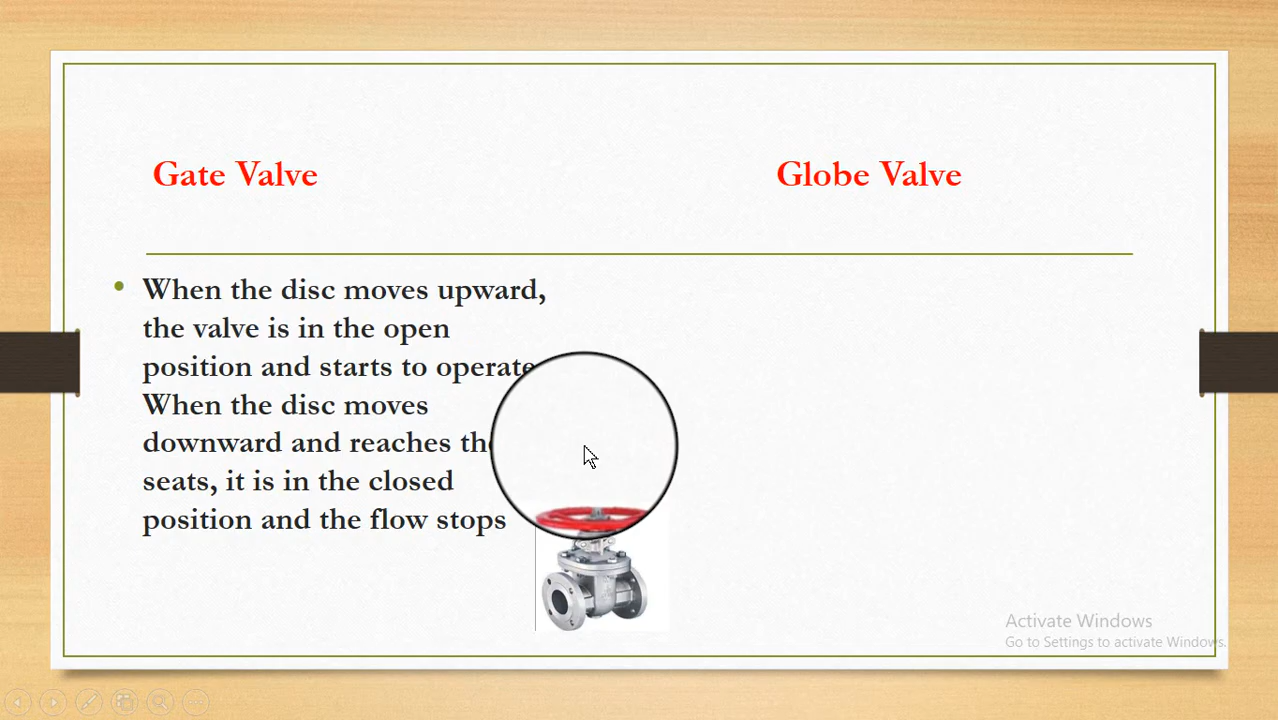 Gate Valve
Globe Valve
When the disc moves upward,
the valve is in the open
position and starts to operate
When the disc moves
downward and reaches the
seats, it is in the closed
position and the flow stops
Activate Windows
Go to Settings to activate Windows.